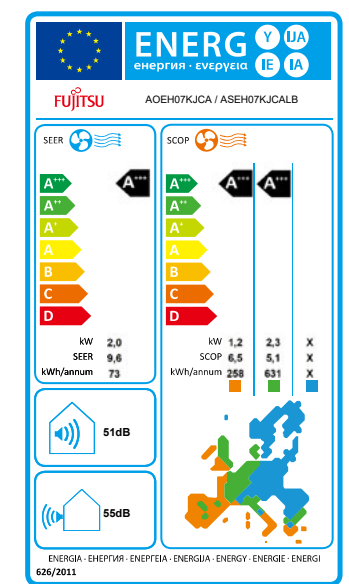 ENERG Y IJA
енергия · ενεργεια IE IA
FUJITSU AOEH07KJCA / ASEH07KJCALB
SEER SCOP
A+++ A+++ A+++ A+++ A+++
A++ A++
A+ A+
A A
B B
C C
D D
kW 2,0 kW 1,2 2,3 X
SEER 9,6 SCOP 6,5 5,1 X
kWh/annum 73 kWh/annum 258 631 X
51dB
55dB
ENERGIA · ЕНЕРГИЯ · ΕΝΕΡΓΕΙΑ · ENERGIJA · ENERGY · ENERGIE · ENERGI
626/2011